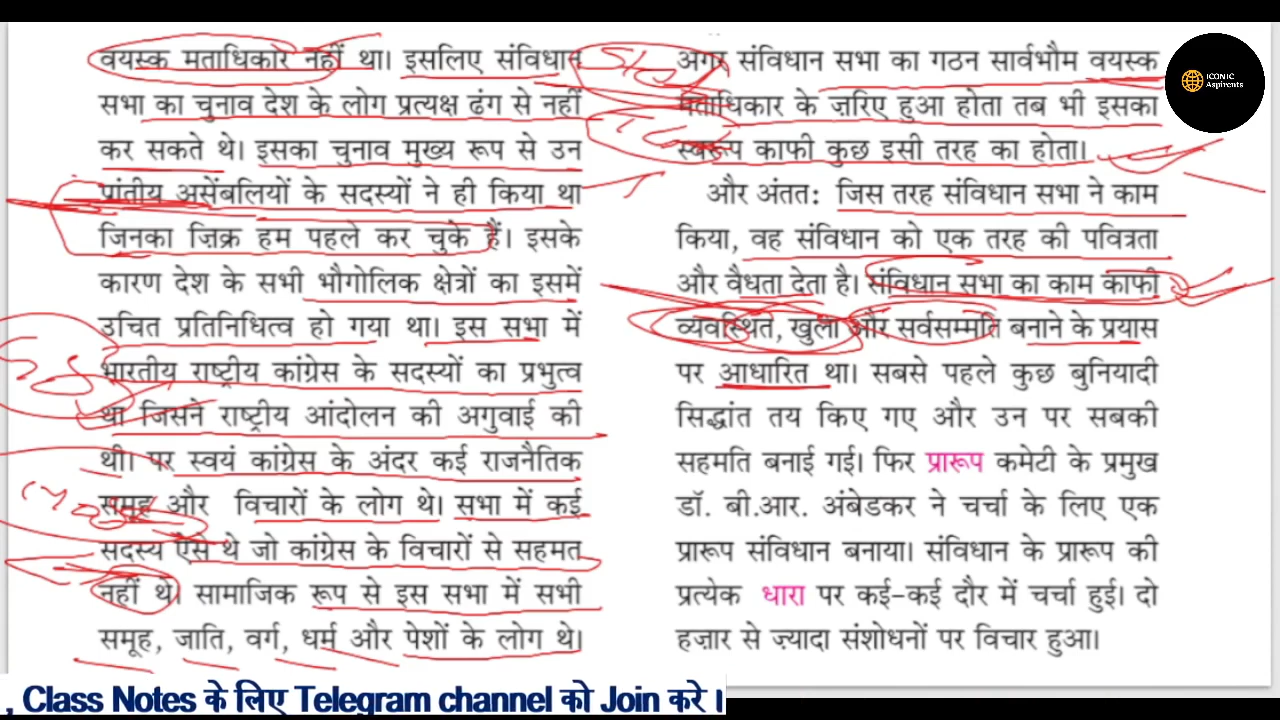 वयस्क मताधिकार नहीं था। इसलिए संविधान
सभा का चुनाव देश के लोग प्रत्यक्ष ढंग से नहीं
कर सकते थे। इसका चुनाव मुख्य रूप से उन
प्रांतीय असेंबलियों के सदस्यों ने ही किया था
जिनका ज़िक्र हम पहले कर चुके हैं। इसके
कारण देश के सभी भौगोलिक क्षेत्रों का इसमें
उचित प्रतिनिधित्व हो गया था। इस सभा में
भारतीय राष्ट्रीय कांग्रेस के सदस्यों का प्रभुत्व
था जिसने राष्ट्रीय आंदोलन की अगुवाई की
थी। पर स्वयं कांग्रेस के अंदर कई राजनैतिक
समूह और विचारों के लोग थे। सभा में कई
सदस्य ऐसे थे जो कांग्रेस के विचारों से सहमत
नहीं थे। सामाजिक रूप से इस सभा में सभी
समूह, जाति, वर्ग, धर्म और पेशों के लोग थे।
अगर संविधान सभा का गठन सार्वभौम वयस्क
मताधिकार के ज़रिए हुआ होता तब भी इसका
स्वरूप काफी कुछ इसी तरह का होता।
और अंतत: जिस तरह संविधान सभा ने काम
किया, वह संविधान को एक तरह की पवित्रता
और वैधता देता है। संविधान सभा का काम काफी
व्यवस्थित, खुला और सर्वसम्मति बनाने के प्रयास
पर आधारित था। सबसे पहले कुछ बुनियादी
सिद्धांत तय किए गए और उन पर सबकी
सहमति बनाई गई। फिर प्रारूप कमेटी के प्रमुख
डॉ. बी.आर. अंबेडकर ने चर्चा के लिए एक
प्रारूप संविधान बनाया। संविधान के प्रारूप की
प्रत्येक धारा पर कई-कई दौर में चर्चा हुई। दो
हज़ार से ज़्यादा संशोधनों पर विचार हुआ।
ICONIC
Aspirents
, Class Notes के लिए Telegram channel को Join करे ।